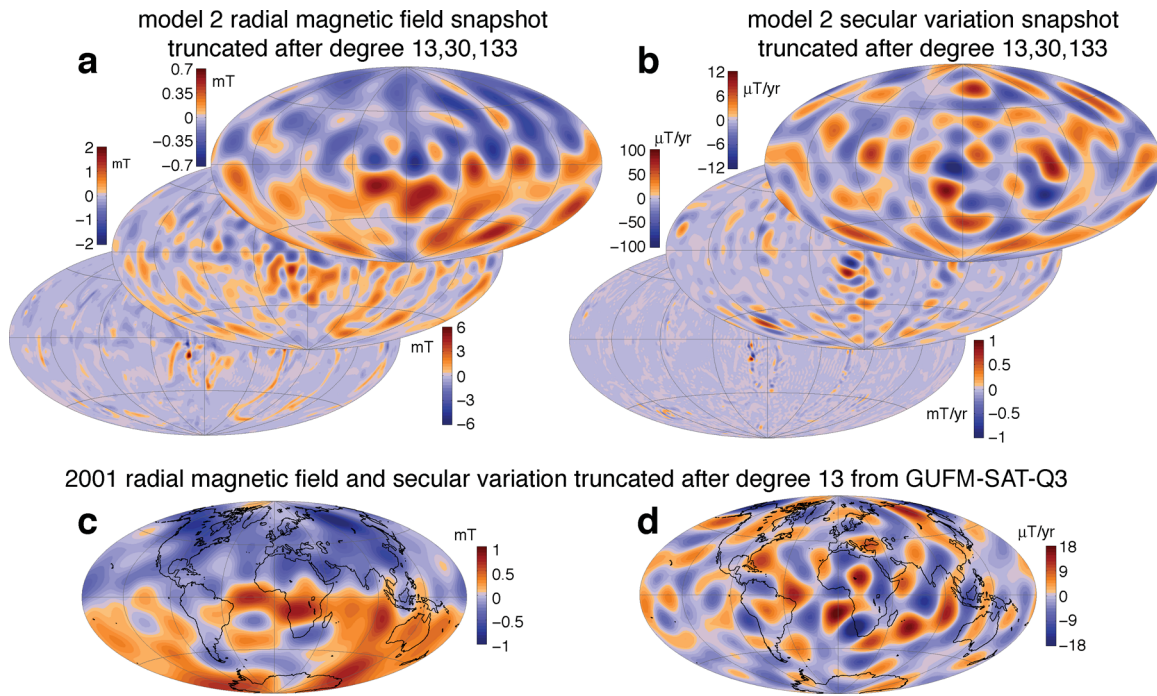 model 2 radial magnetic field snapshot
truncated after degree 13,30,133
model 2 secular variation snapshot
truncated after degree 13,30,133
a
mT
0.7
0.35
0
−0.35
−0.7
2
1
0
−1
−2
mT
6
3
0
−3
−6
mT
b
12
6
0
−6
−12
μT/yr
μT/yr
100
50
0
−50
−100
1
0.5
0
−0.5
−1
mT/yr
2001 radial magnetic field and secular variation truncated after degree 13 from GUFM-SAT-Q3
c
mT
1
0.5
0
−0.5
−1
d
μT/yr
18
9
0
−9
−18